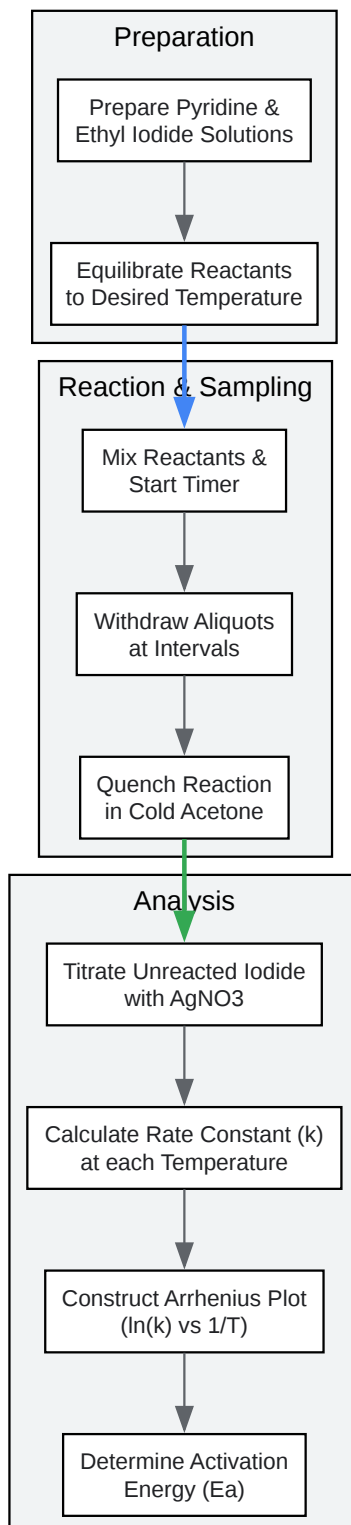 Preparation
Prepare Pyridine &
Ethyl Iodide Solutions
Equilibrate Reactants
to Desired Temperature
Reaction & Sampling
Mix Reactants &
Start Timer
Withdraw Aliquots
at Intervals
Quench Reaction
in Cold Acetone
Analysis
Titrate Unreacted Iodide
with AgNO3
Calculate Rate Constant (k)
at each Temperature
Construct Arrhenius Plot
(ln(k) vs 1/T)
Determine Activation
Energy (Ea)